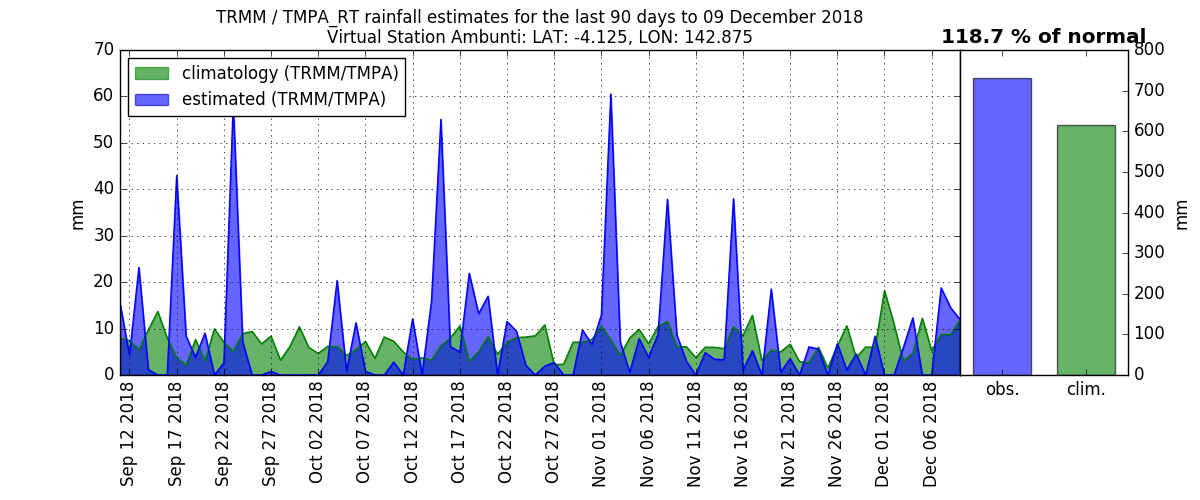 TRMM / TMPA_RT rainfall estimates for the last 90 days to 09 December 2018
Virtual Station Ambunti: LAT: -4.125, LON: 142.875
118.7 % of normal
climatology (TRMM/TMPA)
estimated (TRMM/TMPA)
70
60
50
40
30
20
10
0
mm
Sep 12 2018
Sep 17 2018
Sep 22 2018
Sep 27 2018
Oct 02 2018
Oct 07 2018
Oct 12 2018
Oct 17 2018
Oct 22 2018
Oct 27 2018
Nov 01 2018
Nov 06 2018
Nov 11 2018
Nov 16 2018
Nov 21 2018
Nov 26 2018
Dec 01 2018
Dec 06 2018
obs.
clim.
800
700
600
500
400
300
200
100
0
mm